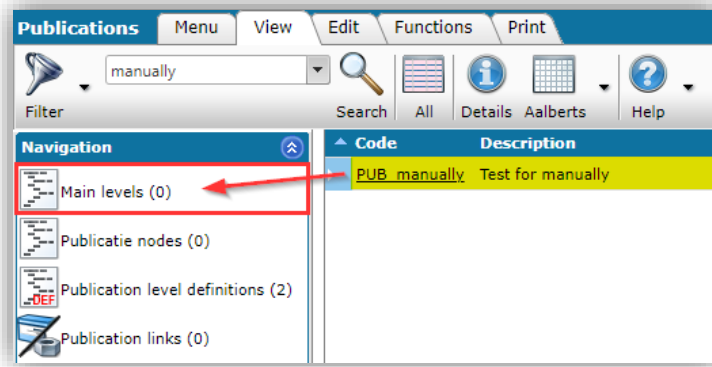 Publications Menu View Edit Functions Print
manually
Filter Search All Details Aalberts Help
Navigation
Main levels (0)
Publicatie nodes (0)
DEF
Publication level definitions (2)
Publication links (0)
Code Description
PUB_manually Test for manually